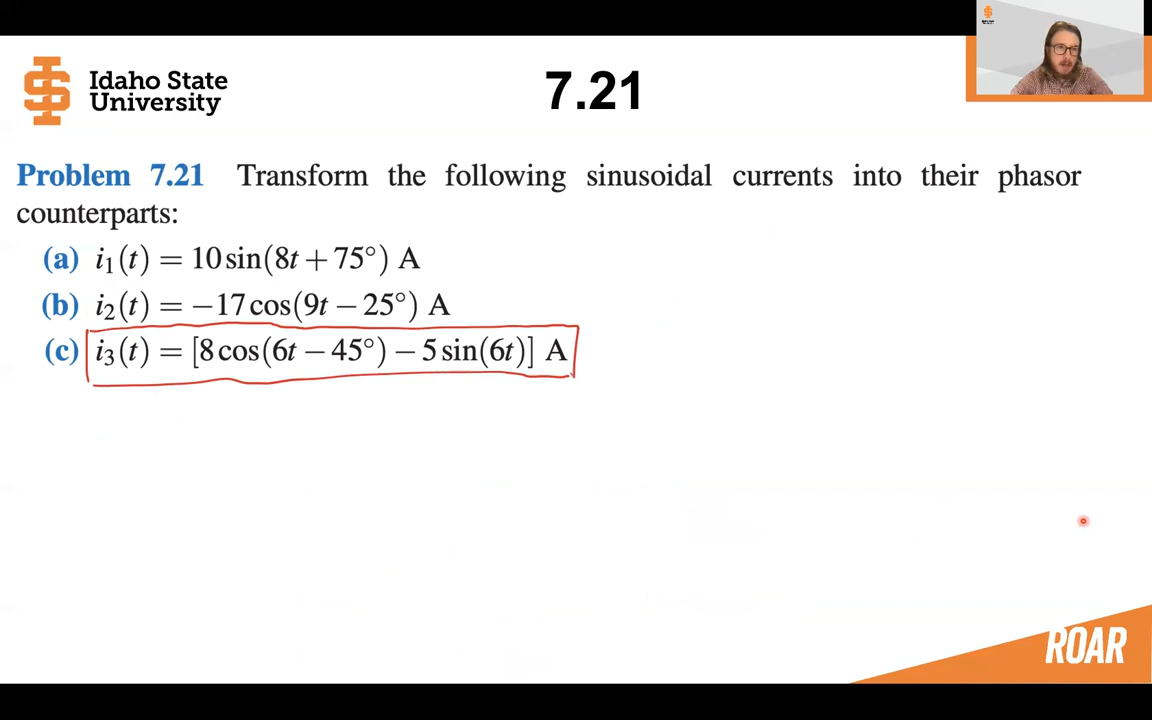 Idaho State
University
7.21
Problem 7.21 Transform the following sinusoidal currents into their phasor
counterparts:
(a) i₁(t) = 10 sin(8t + 75°) A
(b) i₂(t) = −17 cos(9t − 25°) A
(c) i₃(t) = [8 cos(6t − 45°) − 5 sin(6t)] A
ROAR